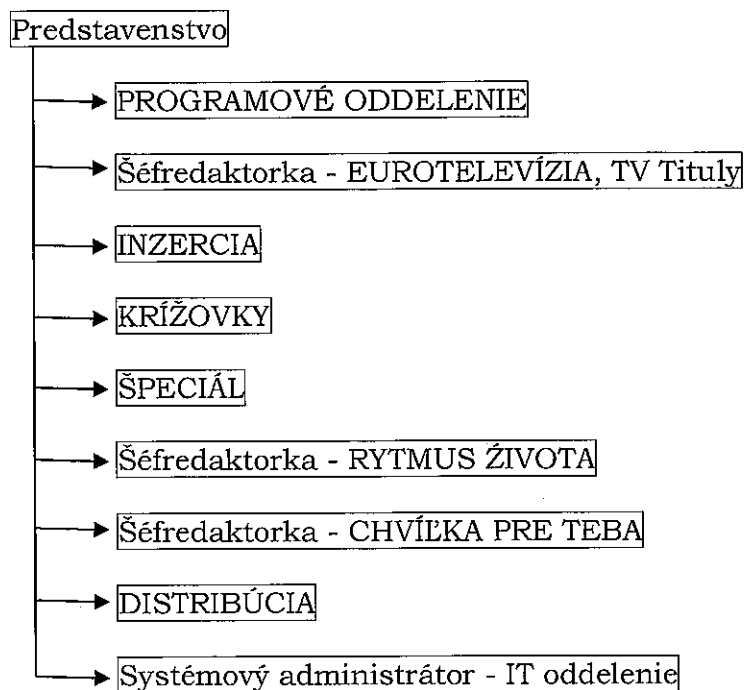 Predstavenstvo
PROGRAMOVÉ ODDELENIE
Šéfredaktorka - EUROTELEVÍZIA, TV Tituly
INZERCIA
KRÍŽOVKY
ŠPECIÁL
Šéfredaktorka - RYTMUS ŽIVOTA
Šéfredaktorka - CHVÍĽKA PRE TEBA
DISTRIBÚCIA
Systémový administrátor - IT oddelenie